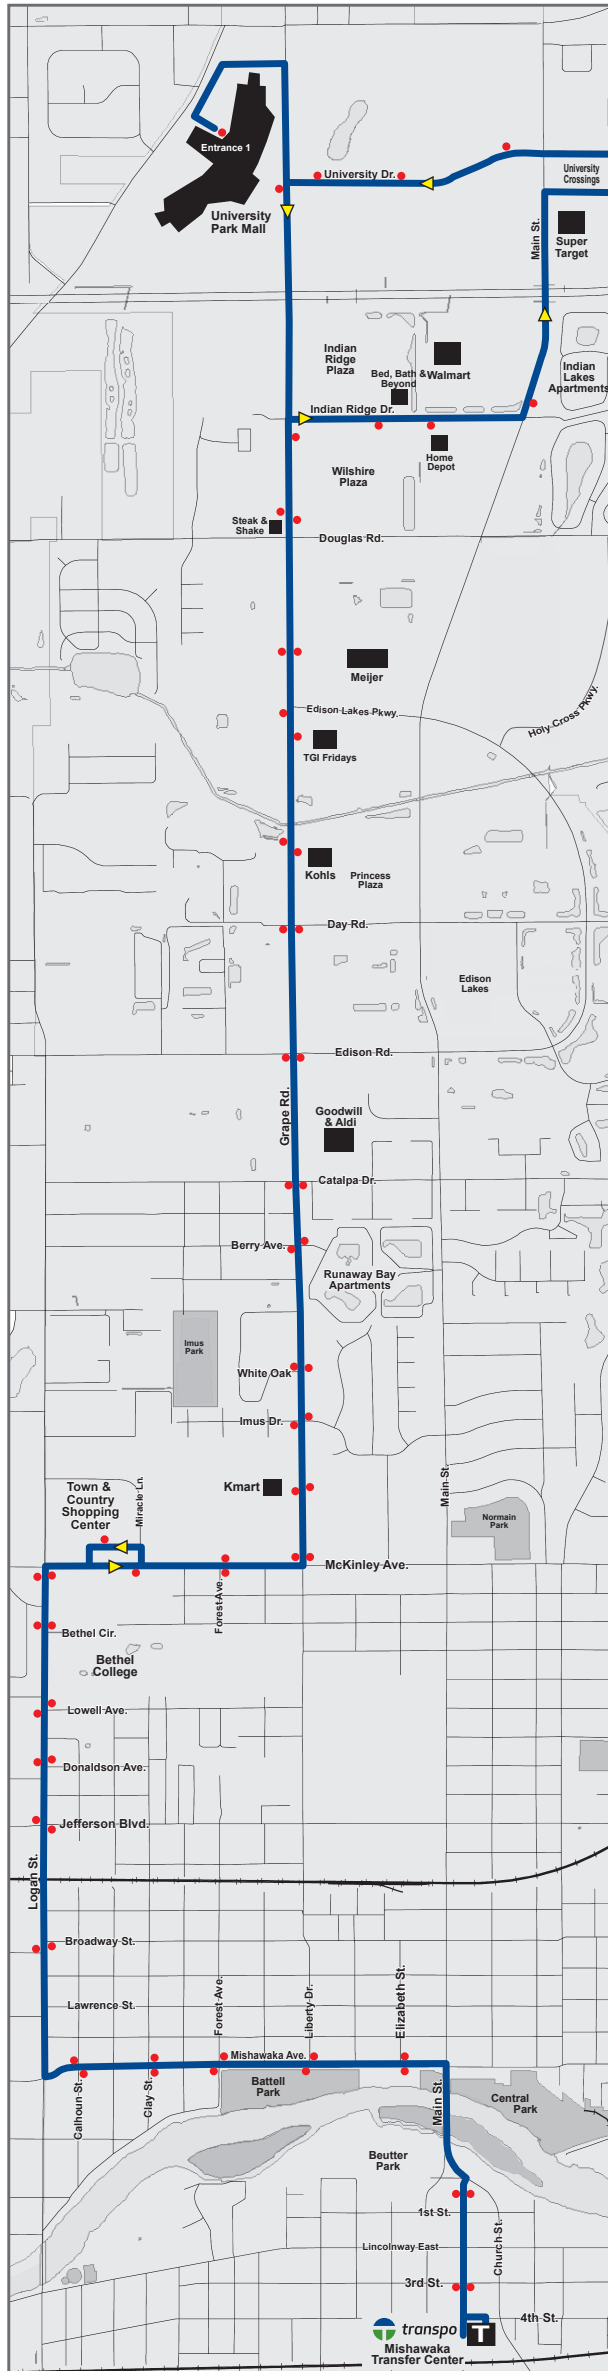 Entrance 1
University Dr.
University
Crossings
University
Park Mall
Main St.
Super
Target
Indian
Ridge
Plaza
Walmart
Bed, Bath &
Beyond
Indian
Lakes
Apartments
Indian Ridge Dr.
Home
Depot
Wilshire
Plaza
Steak &
Shake
Douglas Rd.
Meijer
Edison Lakes Pkwy.
Holy Cross Pkwy.
TGI Fridays
Kohls
Princess
Plaza
Day Rd.
Edison
Lakes
Edison Rd.
Grape Rd.
Goodwill
& Aldi
Catalpa Dr.
Berry Ave.
Runaway Bay
Apartments
Imus
Park
White Oak
Imus Dr.
Kmart
Town &
Country
Shopping
Center
Miracle Ln.
Main St.
Normain
Park
McKinley Ave.
Forest Ave.
Bethel Cir.
Bethel
College
Lowell Ave.
Donaldson Ave.
Jefferson Blvd.
Logan St.
Broadway St.
Lawrence St.
Forest Ave.
Liberty Dr.
Elizabeth St.
Mishawaka Ave.
Calhoun St.
Clay St.
Battell
Park
Main St.
Central
Park
Beutter
Park
1st St.
Lincolnway East
Church St.
3rd St.
4th St.
transpo
T
Mishawaka
Transfer Center